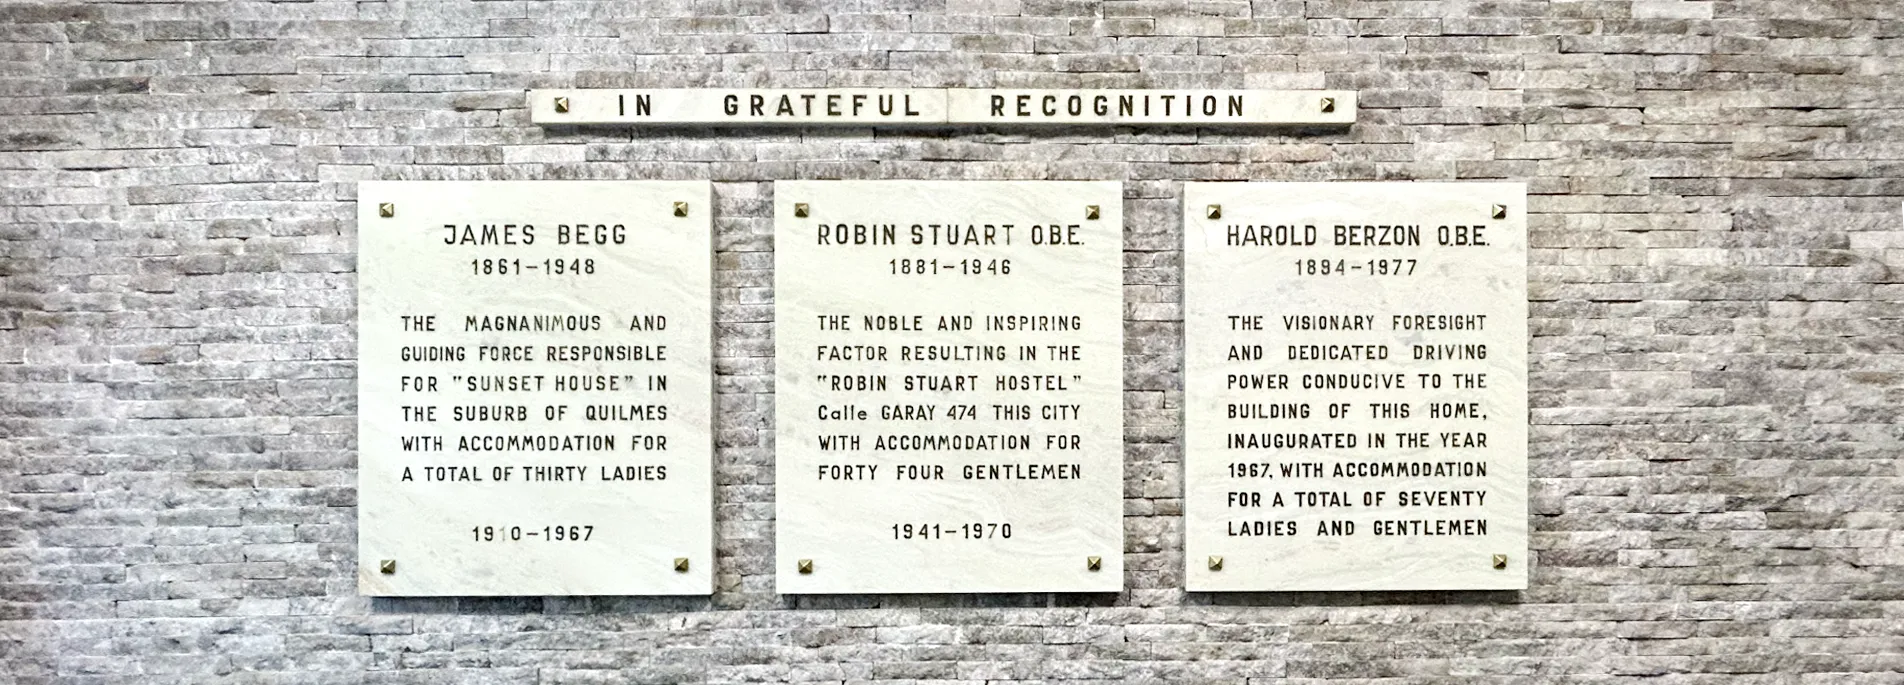 IN GRATEFUL RECOGNITION
JAMES BEGG
1861-1948
THE MAGNANIMOUS AND
GUIDING FORCE RESPONSIBLE
FOR "SUNSET HOUSE" IN
THE SUBURB OF QUILMES
WITH ACCOMMODATION FOR
A TOTAL OF THIRTY LADIES
1910-1967
ROBIN STUART O.B.E.
1881-1946
THE NOBLE AND INSPIRING
FACTOR RESULTING IN THE
"ROBIN STUART HOSTEL"
Calle GARAY 474 THIS CITY
WITH ACCOMMODATION FOR
FORTY FOUR GENTLEMEN
1941-1970
HAROLD BERZON O.B.E.
1894-1977
THE VISIONARY FORESIGHT
AND DEDICATED DRIVING
POWER CONDUCIVE TO THE
BUILDING OF THIS HOME,
INAUGURATED IN THE YEAR
1967, WITH ACCOMMODATION
FOR A TOTAL OF SEVENTY
LADIES AND GENTLEMEN